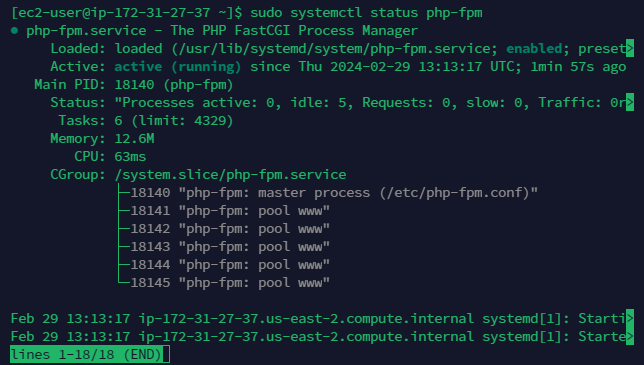 [ec2-user@ip-172-31-27-37 ~]$ sudo systemctl status php-fpm
● php-fpm.service - The PHP FastCGI Process Manager
     Loaded: loaded (/usr/lib/systemd/system/php-fpm.service; enabled; preset>
     Active: active (running) since Thu 2024-02-29 13:13:17 UTC; 1min 57s ago
   Main PID: 18140 (php-fpm)
     Status: "Processes active: 0, idle: 5, Requests: 0, slow: 0, Traffic: 0r>
      Tasks: 6 (limit: 4329)
     Memory: 12.6M
        CPU: 63ms
     CGroup: /system.slice/php-fpm.service
             ├─18140 "php-fpm: master process (/etc/php-fpm.conf)"
             ├─18141 "php-fpm: pool www"
             ├─18142 "php-fpm: pool www"
             ├─18143 "php-fpm: pool www"
             ├─18144 "php-fpm: pool www"
             └─18145 "php-fpm: pool www"

Feb 29 13:13:17 ip-172-31-27-37.us-east-2.compute.internal systemd[1]: Starti>
Feb 29 13:13:17 ip-172-31-27-37.us-east-2.compute.internal systemd[1]: Starte>
lines 1-18/18 (END)